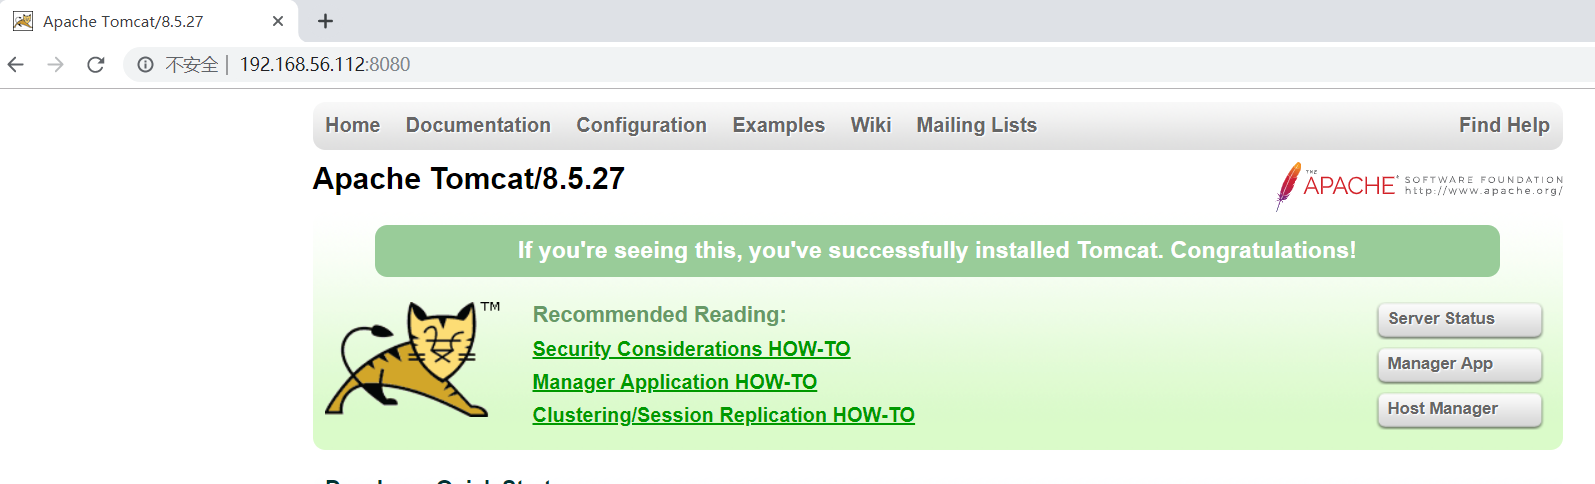 Apache Tomcat/8.5.27
不安全 | 192.168.56.112:8080
Home Documentation Configuration Examples Wiki Mailing Lists Find Help
Apache Tomcat/8.5.27
THE APACHE SOFTWARE FOUNDATION
http://www.apache.org/
If you're seeing this, you've successfully installed Tomcat. Congratulations!
TM
Recommended Reading:
Security Considerations HOW-TO
Manager Application HOW-TO
Clustering/Session Replication HOW-TO
Server Status
Manager App
Host Manager